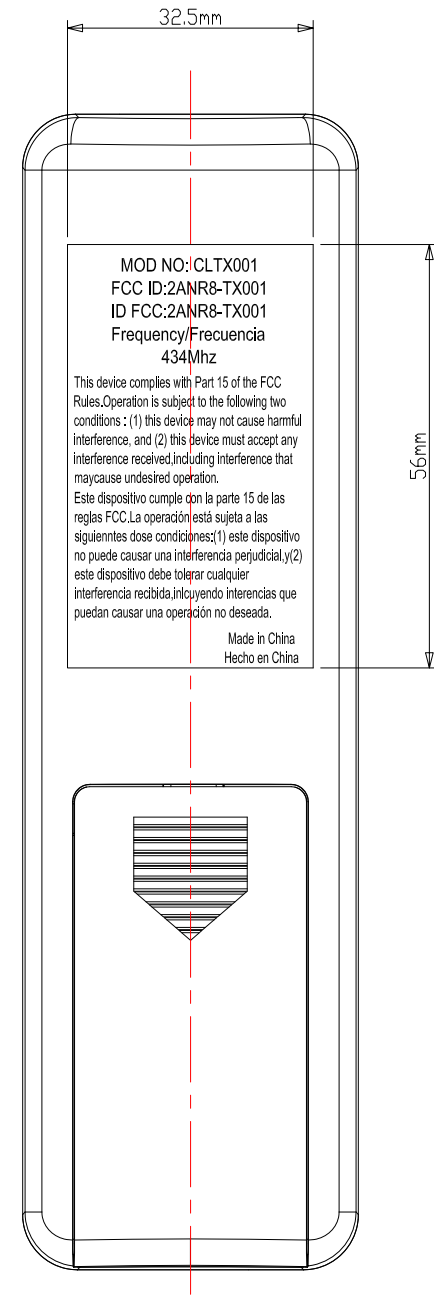 32.5mm
MOD NO: CLTX001
FCC ID:2ANR8-TX001
ID FCC:2ANR8-TX001
Frequency/Frecuencia
434Mhz
This device complies with Part 15 of the FCC
Rules.Operation is subject to the following two
conditions : (1) this device may not cause harmful
interference, and (2) this device must accept any
interference received,including interference that
maycause undesired operation.
Este dispositivo cumple con la parte 15 de las
reglas FCC.La operación está sujeta a las
siguienntes dose condiciones:(1) este dispositivo
no puede causar una interferencia perjudicial,y(2)
este dispositivo debe tolerar cualquier
interferencia recibida,inlcuyendo interencias que
puedan causar una operación no deseada.
Made in China
Hecho en China
56mm